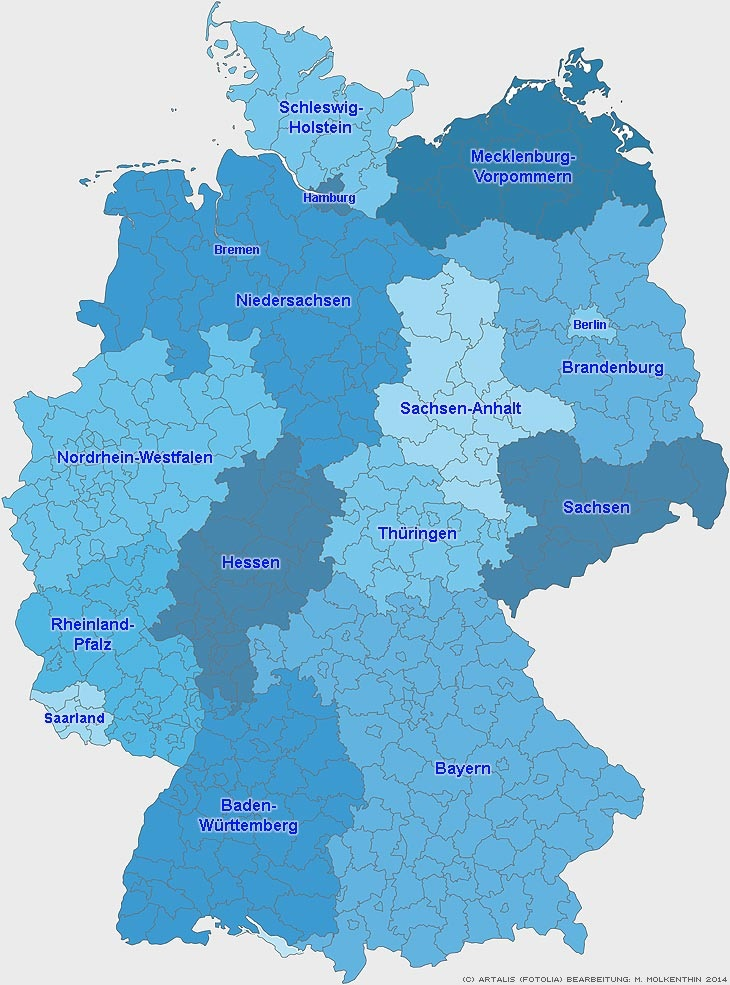 Schleswig-
Holstein
Mecklenburg-
Vorpommern
Hamburg
Bremen
Niedersachsen
Berlin
Brandenburg
Sachsen-Anhalt
Nordrhein-Westfalen
Sachsen
Thüringen
Hessen
Rheinland-
Pfalz
Saarland
Bayern
Baden-
Württemberg
(C) ARTALIS (FOTOLIA) BEARBEITUNG: M. MOLKENTHIN 2014